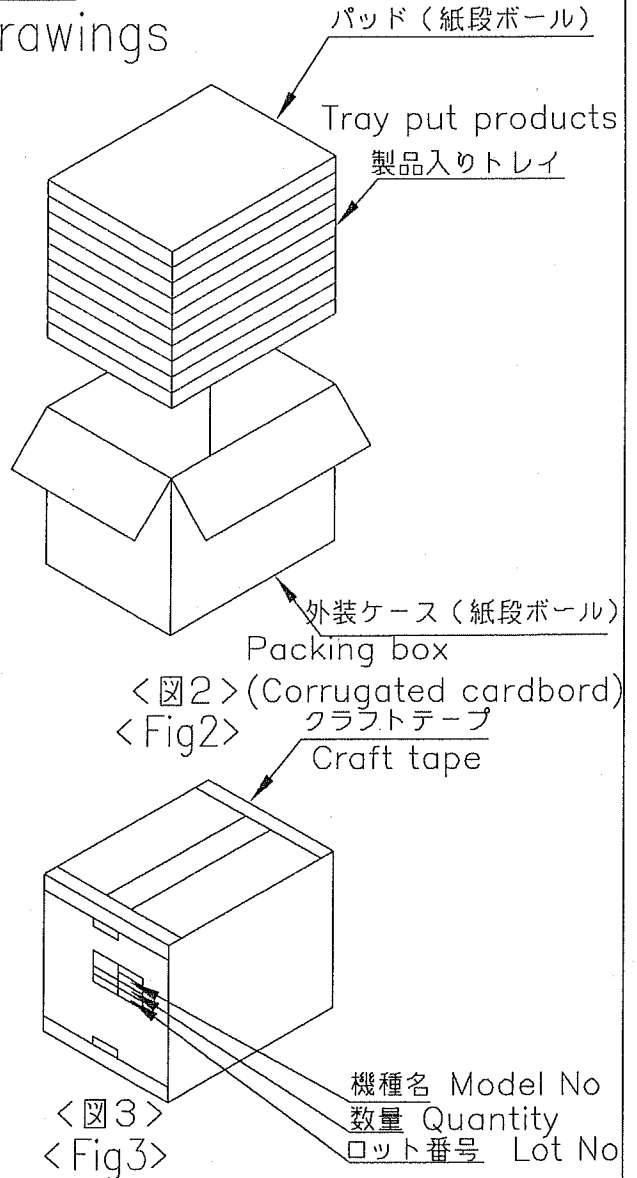 rawings
パッド（紙段ボール）
Tray put products
製品入りトレイ
外装ケース（紙段ボール）
Packing box
<図2>(Corrugated cardbord)
<Fig2>
クラフトテープ
Craft tape
機種名 Model No
数量 Quantity
ロット番号 Lot No
<図3>
<Fig3>